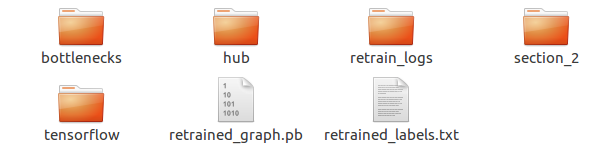 bottlenecks hub retrain_logs section_2
1
10
101
1010
tensorflow retrained_graph.pb retrained_labels.txt